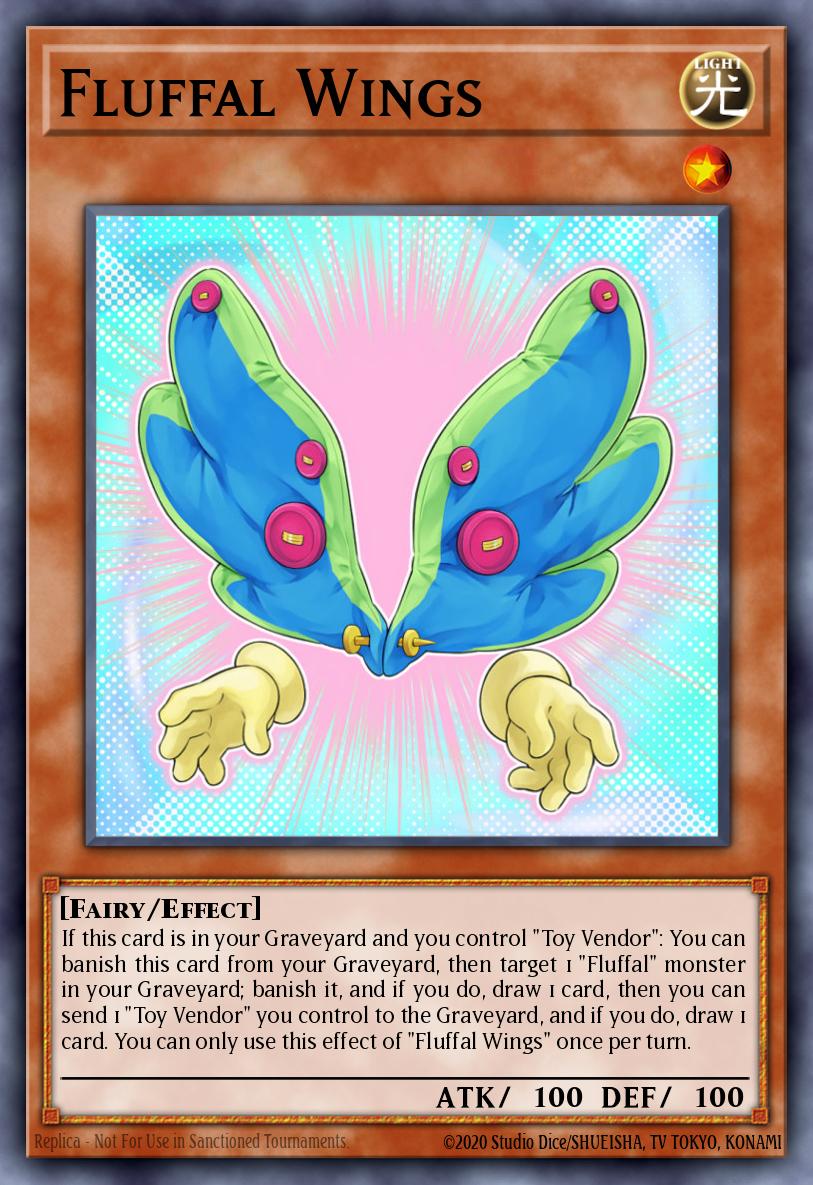 Fluffal Wings
LIGHT
光
[Fairy/Effect]
If this card is in your Graveyard and you control "Toy Vendor": You can
banish this card from your Graveyard, then target 1 "Fluffal" monster
in your Graveyard; banish it, and if you do, draw 1 card, then you can
send 1 "Toy Vendor" you control to the Graveyard, and if you do, draw 1
card. You can only use this effect of "Fluffal Wings" once per turn.
ATK/ 100 DEF/ 100
Replica - Not For Use in Sanctioned Tournaments. ©2020 Studio Dice/SHUEISHA, TV TOKYO, KONAMI